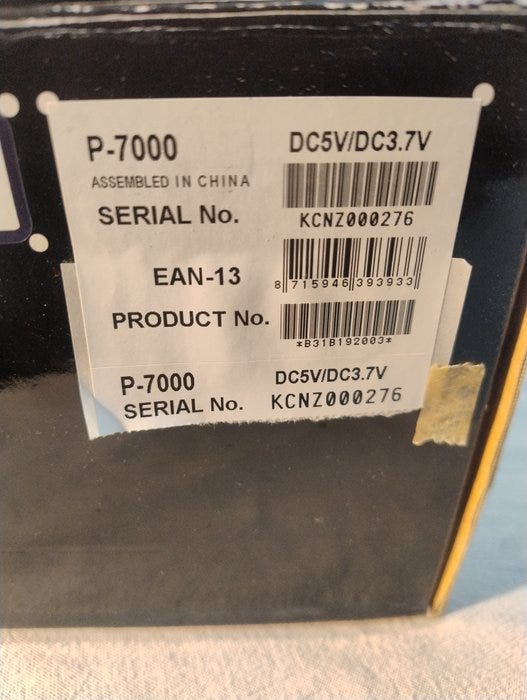 P-7000 DC5V/DC3.7V
ASSEMBLED IN CHINA
SERIAL No. KCNZ000276
EAN-13 8 715946 393933
PRODUCT No. *B31B192003*
P-7000 DC5V/DC3.7V
SERIAL No. KCNZ000276